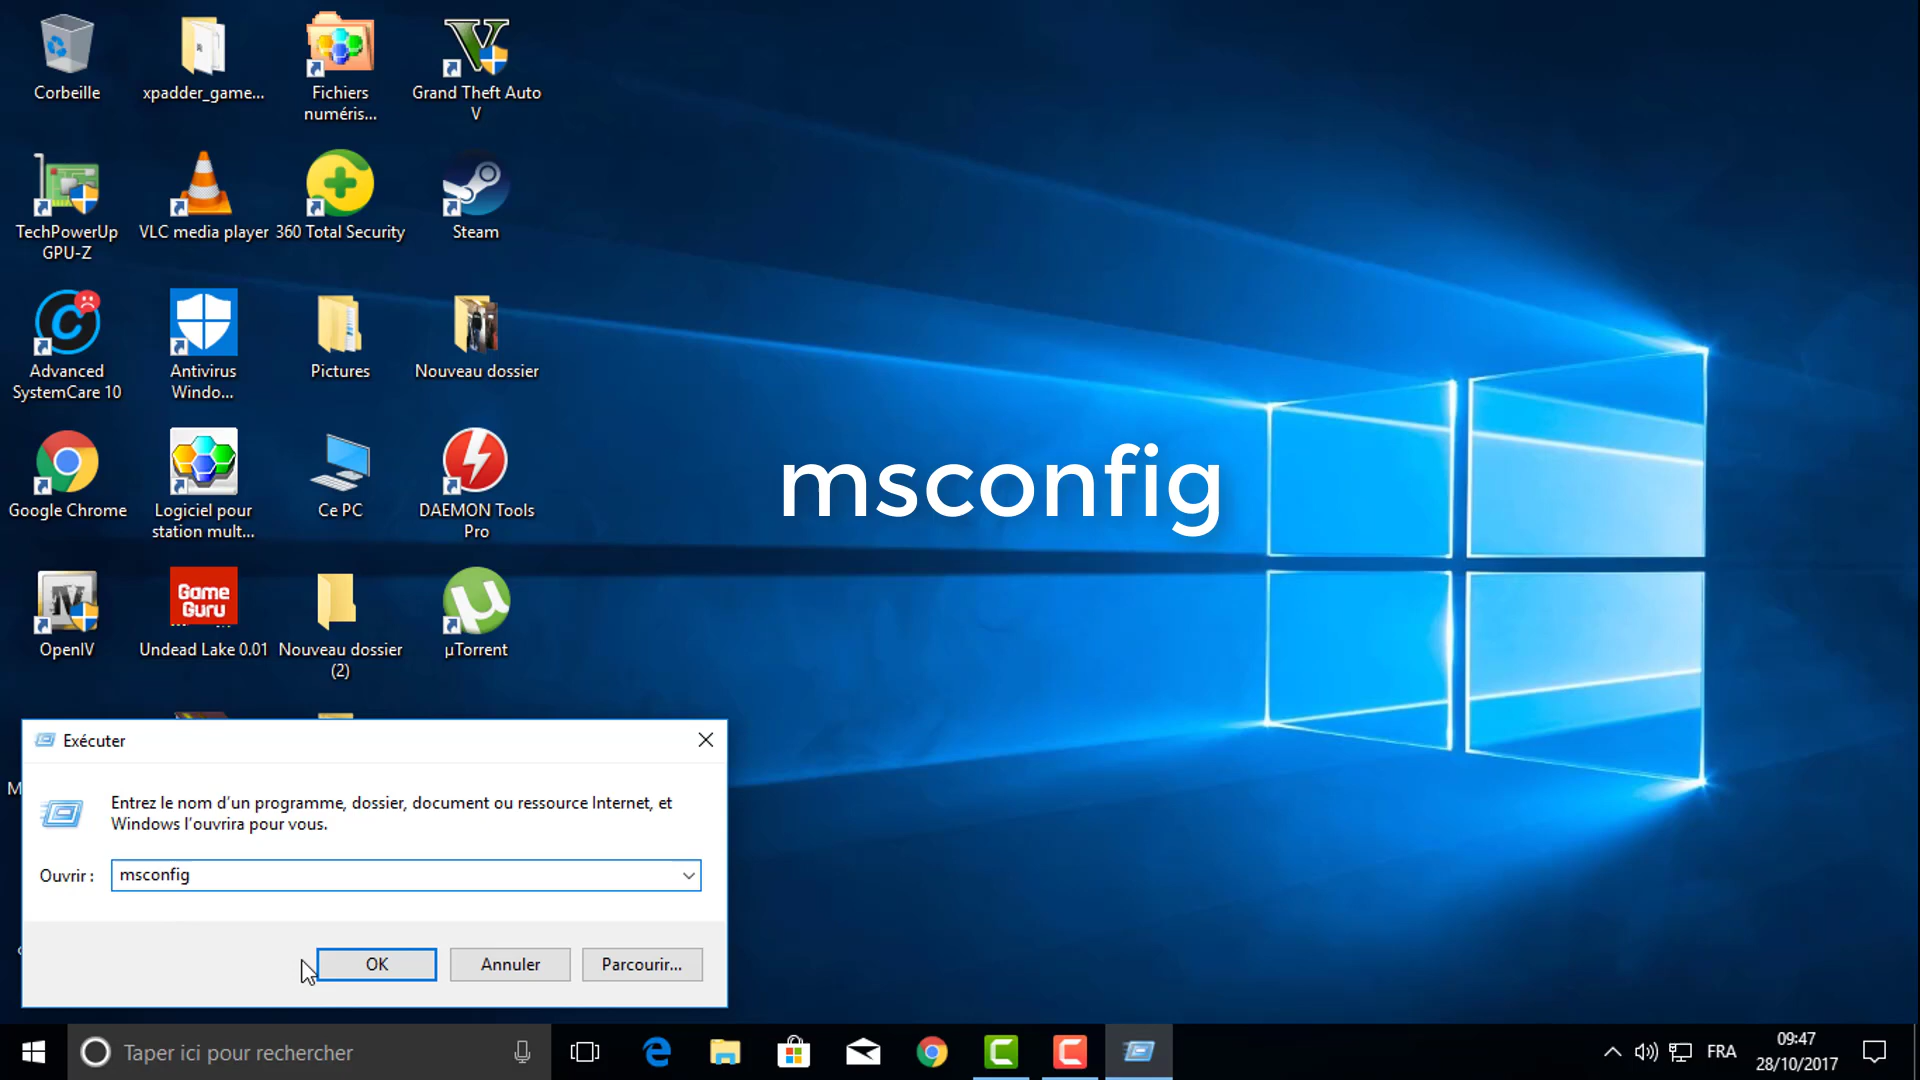 Corbeille
xpadder_game...
Fichiers
numéris...
Grand Theft Auto
V
TechPowerUp
GPU-Z
VLC media player
360 Total Security
Steam
Advanced
SystemCare 10
Antivirus
Windo...
Pictures
Nouveau dossier
Google Chrome
Logiciel pour
station mult...
Ce PC
DAEMON Tools
Pro
msconfig
OpenIV
Game
Guru
Undead Lake 0.01
Nouveau dossier
(2)
µTorrent
Exécuter
Entrez le nom d'un programme, dossier, document ou ressource Internet, et
Windows l'ouvrira pour vous.
Ouvrir :
msconfig
OK
Annuler
Parcourir...
Taper ici pour rechercher
FRA
09:47
28/10/2017